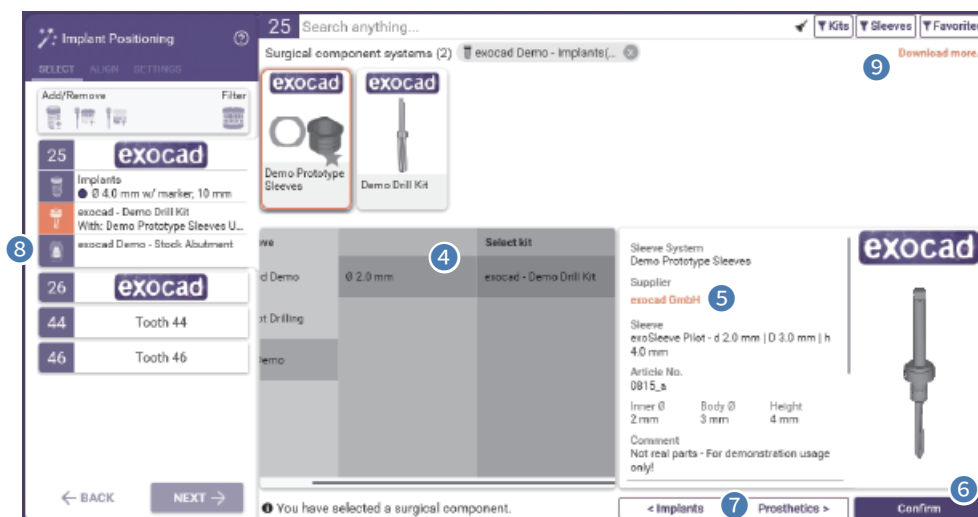 Implant Positioning
SELECT ALIGN SETTINGS
Add/Remove Filter
25 exocad
Implants
Ø 4.0 mm w/ marker, 10 mm
exocad - Demo Drill Kit
With: Demo Prototype Sleeves U...
8
exocad Demo - Stock Abutment
26 exocad
44 Tooth 44
46 Tooth 46
← BACK NEXT →
25 Search anything...
Kits Sleeves Favorite
Surgical component systems (2) exocad Demo - Implants(...
9
Download more.
exocad
Demo Prototype
Sleeves
exocad
Demo Drill Kit
ve Select kit
4
d Demo Ø 2.0 mm exocad - Demo Drill Kit
ot Drilling
emo
Sleeve System
Demo Prototype Sleeves
Supplier
exocad GmbH 5
Sleeve
exoSleeve Pilot - d 2.0 mm | D 3.0 mm | h
4.0 mm
Article No.
0815_a
Inner Ø Body Ø Height
2 mm 3 mm 4 mm
Comment
Not real parts - For demonstration usage
only!
exocad
You have selected a surgical component.
< Implants 7 Prosthetics >
6
Confirm